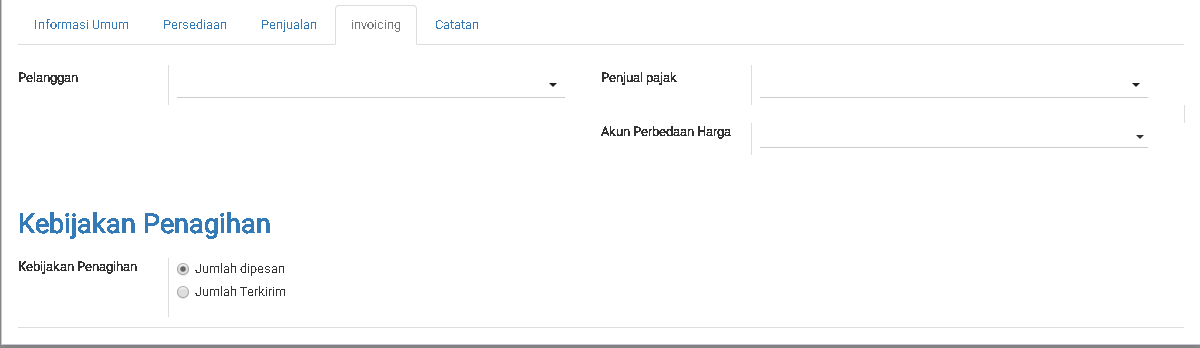 Informasi Umum Persediaan Penjualan invoicing Catatan
Pelanggan Penjual pajak
Akun Perbedaan Harga
Kebijakan Penagihan
Kebijakan Penagihan Jumlah dipesan
Jumlah Terkirim